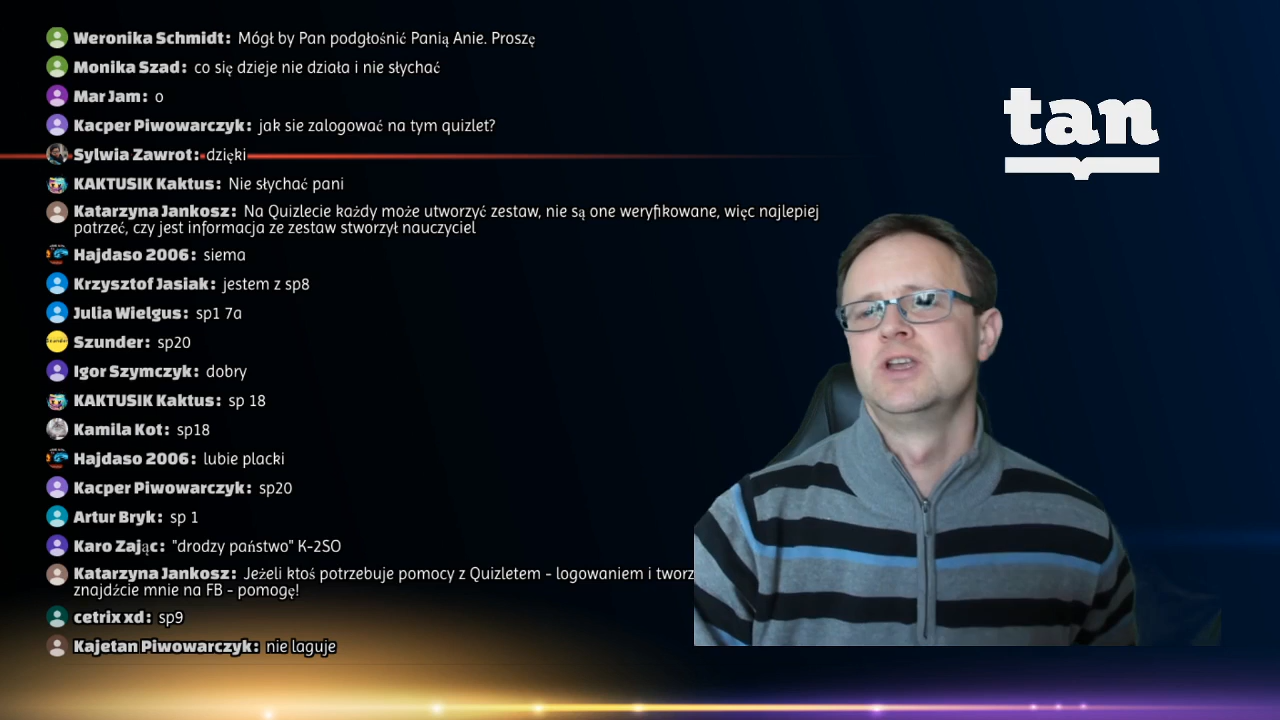 Weronika Schmidt: Mógł by Pan podgłośnić Panią Anie. Proszę
Monika Szad: co się dzieje nie działa i nie słychać
Mar Jam: o
Kacper Piwowarczyk: jak sie zalogować na tym quizlet?
Sylwia Zawrot: dzięki
KAKTUSIK Kaktus: Nie słychać pani
Katarzyna Jankosz: Na Quizlecie każdy może utworzyć zestaw, nie są one weryfikowane, więc najlepiej
patrzeć, czy jest informacja ze zestaw stworzył nauczyciel
Hajdaso 2006: siema
Krzysztof Jasiak: jestem z sp8
Julia Wielgus: sp1 7a
Szunder: sp20
Igor Szymczyk: dobry
KAKTUSIK Kaktus: sp 18
Kamila Kot: sp18
Hajdaso 2006: lubie placki
Kacper Piwowarczyk: sp20
Artur Bryk: sp 1
Karo Zając: "drodzy państwo" K-2SO
Katarzyna Jankosz: Jeżeli ktoś potrzebuje pomocy z Quizletem - logowaniem i tworz
znajdźcie mnie na FB - pomogę!
cetrix xd: sp9
Kajetan Piwowarczyk: nie laguje
tan